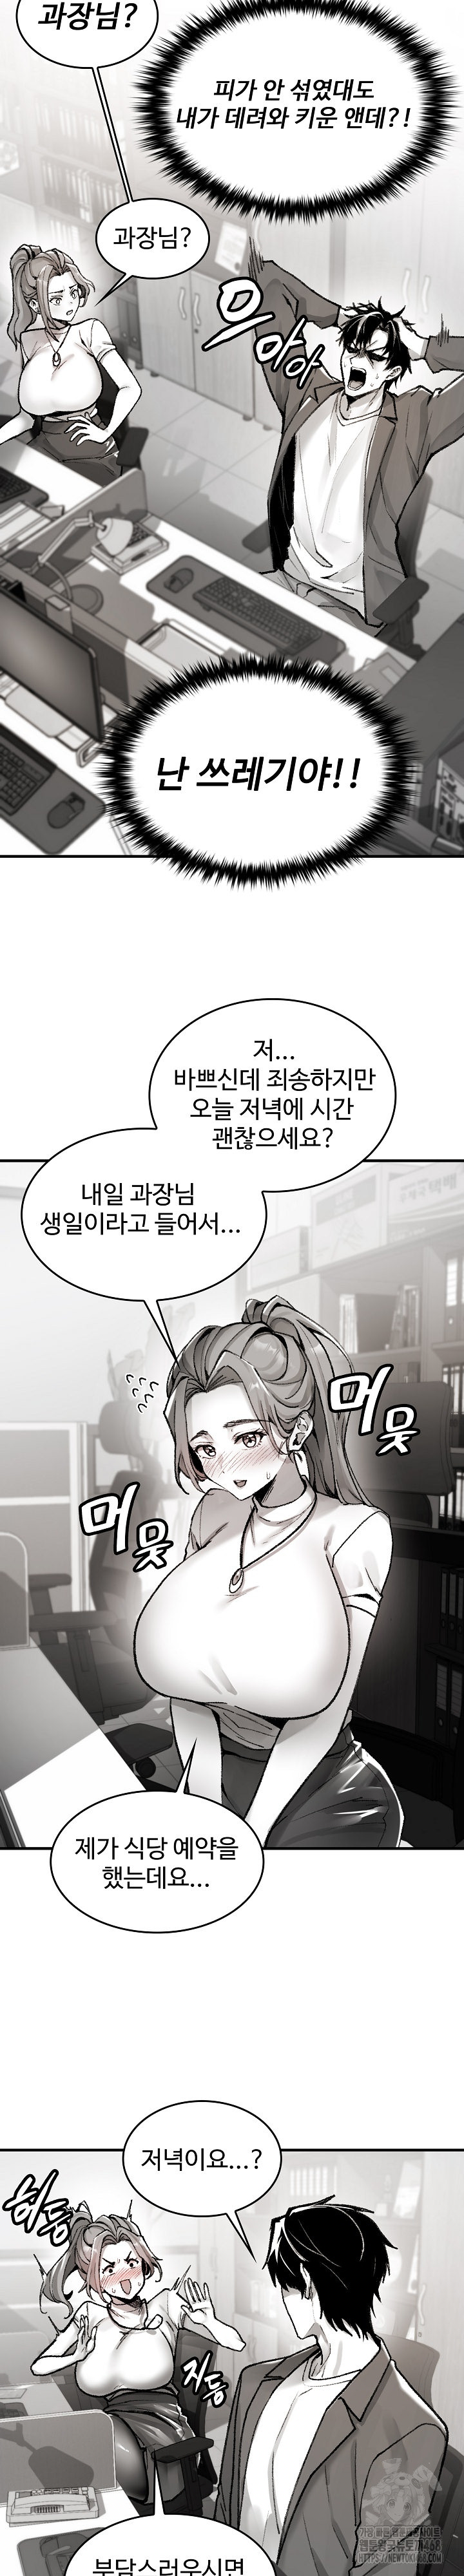 과장님?
피가 안 섞였대도
내가 데려와 키운 앤데?!
과장님?
으아아
난 쓰레기야!!
저...
바쁘신데 죄송하지만
오늘 저녁에 시간
괜찮으세요?
내일 과장님
생일이라고 들어서...
머뭇
머뭇
제가 식당 예약을
했는데요...
저녁이요...?
허둥
지둥
부담스러우시면